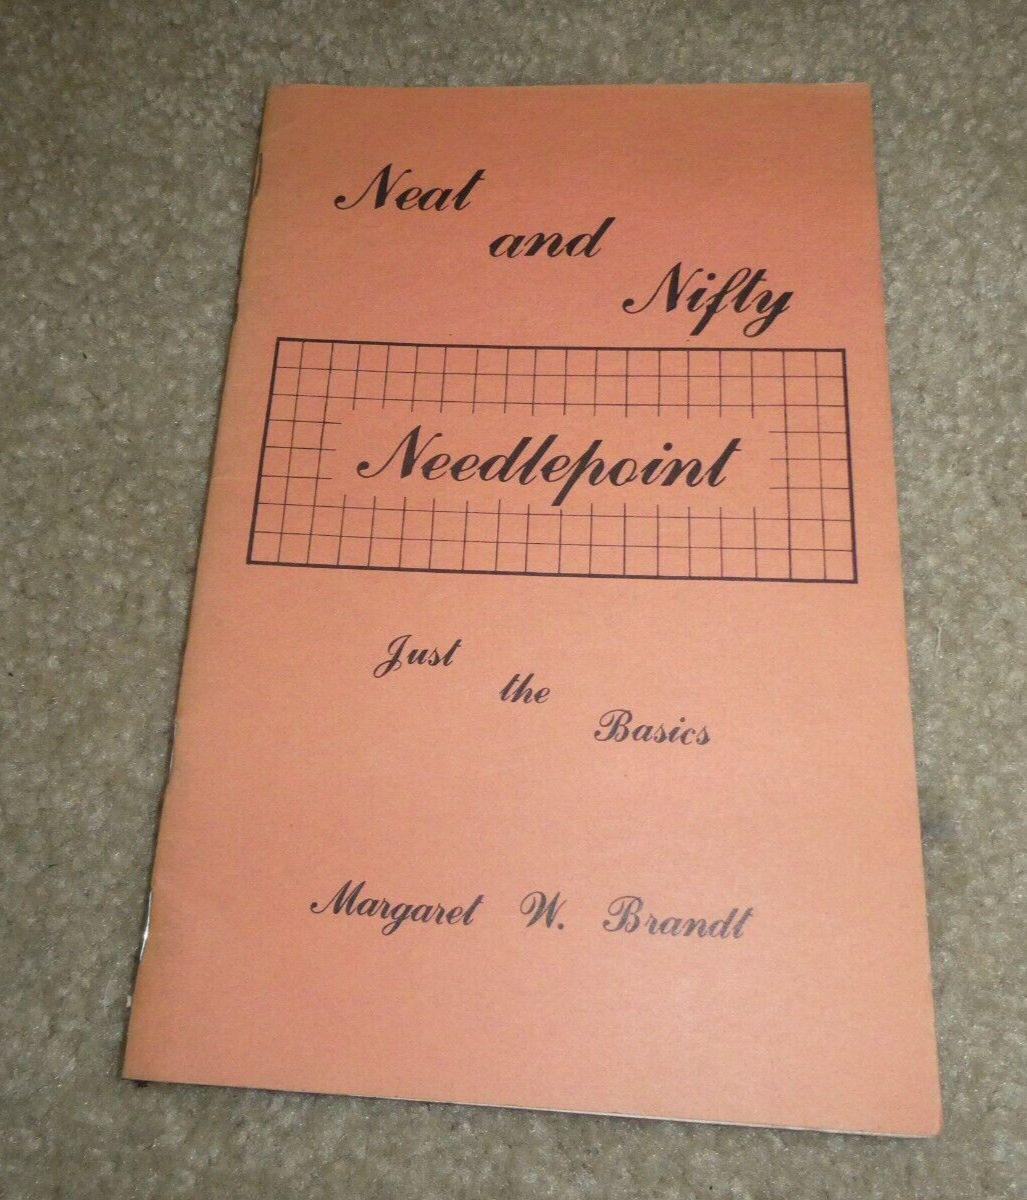 Neat
and
Nifty
Needlepoint
Just
the
Basics
Margaret W. Brandt